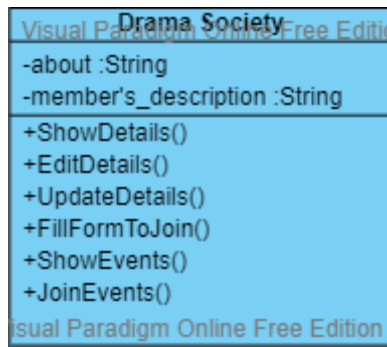 Drama Society
Visual Paradigm Online Free Editio
-about :String
-member's_description :String
+ShowDetails()
+EditDetails()
+UpdateDetails()
+FillFormToJoin()
+ShowEvents()
+JoinEvents()
isual Paradigm Online Free Edition